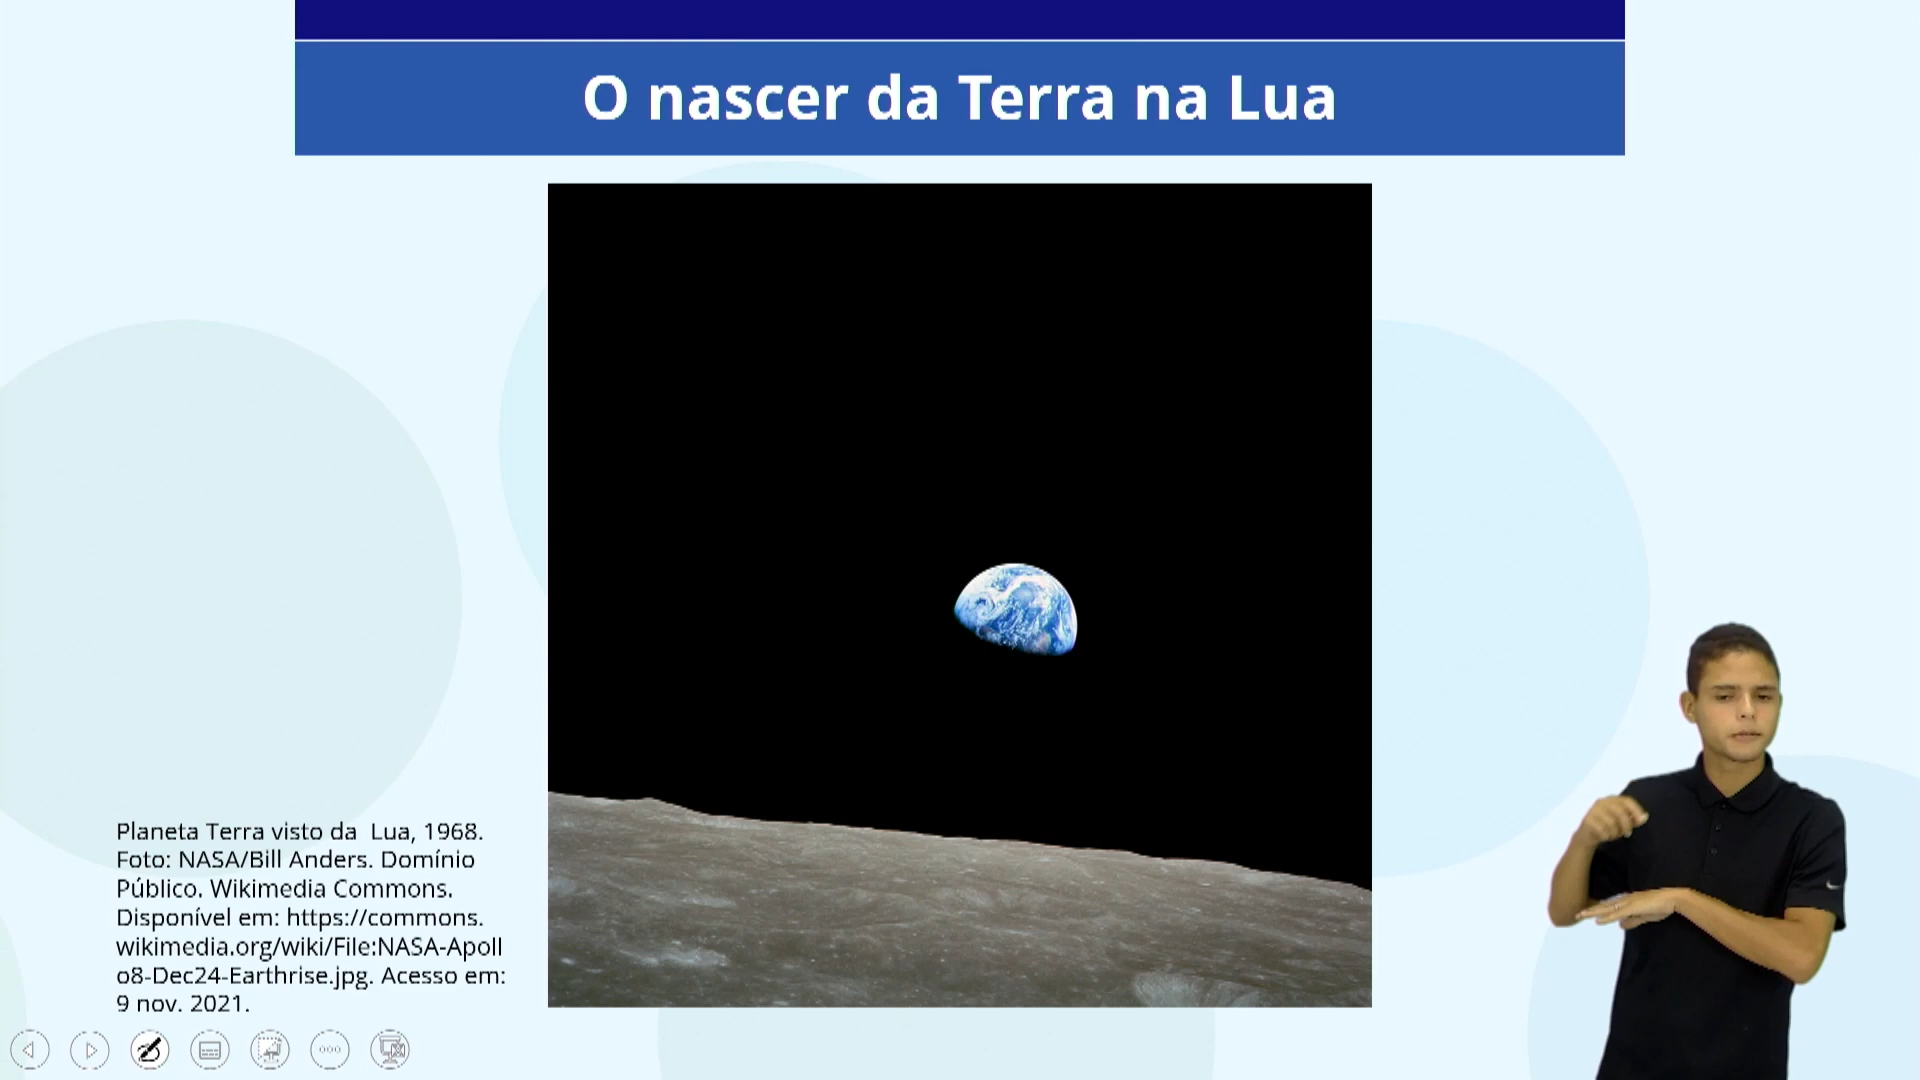 O nascer da Terra na Lua
Planeta Terra visto da Lua, 1968.
Foto: NASA/Bill Anders. Domínio
Público. Wikimedia Commons.
Disponível em: https://commons.
wikimedia.org/wiki/File:NASA-Apoll
o8-Dec24-Earthrise.jpg. Acesso em:
9 nov. 2021.